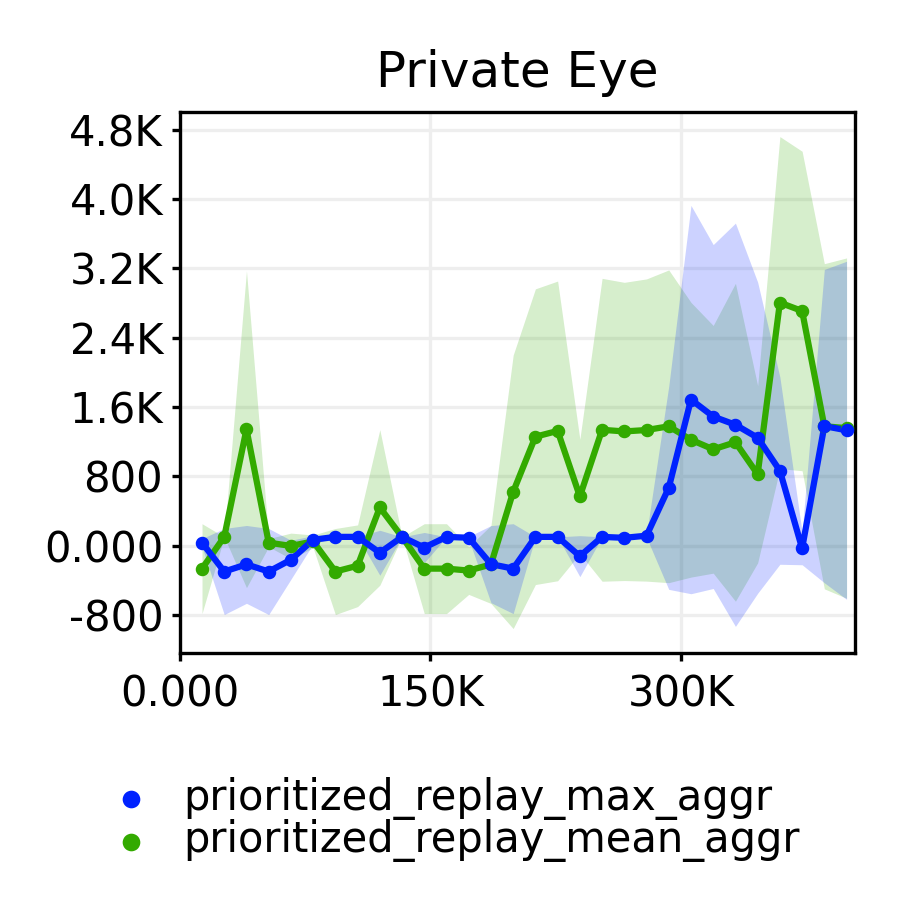 Private Eye
4.8K
4.0K
3.2K
2.4K
1.6K
800
0.000
-800
0.000 150K 300K
prioritized_replay_max_aggr
prioritized_replay_mean_aggr